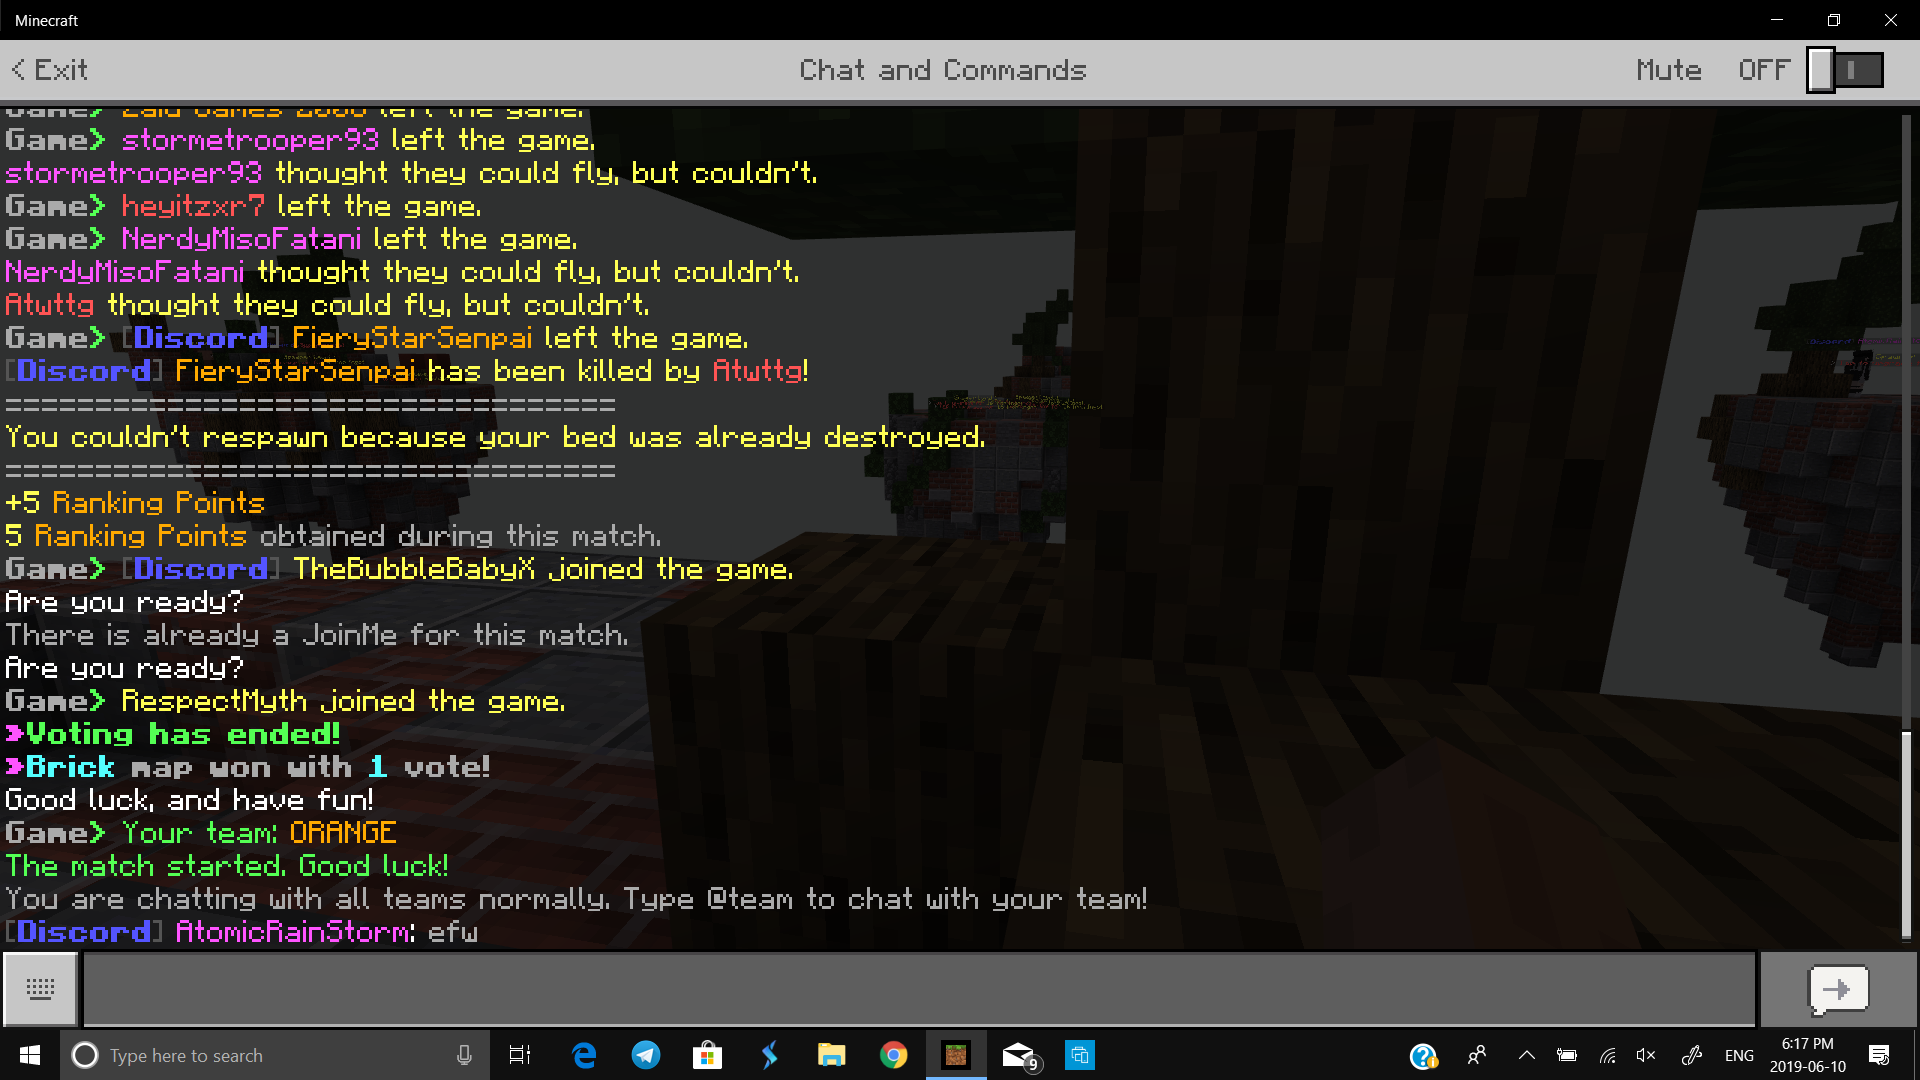 Minecraft
< Exit
Chat and Commands
Mute OFF
left the game.
Game> stormetrooper93 left the game.
stormetrooper93 thought they could fly, but couldn't.
Game> heyitzxr7 left the game.
Game> NerdyMisoFatani left the game.
NerdyMisoFatani thought they could fly, but couldn't.
Atwttg thought they could fly, but couldn't.
Game> [Discord] FieryStarSenpai left the game.
[Discord] FieryStarSenpai has been killed by Atwttg!
==================================
You couldn't respawn because your bed was already destroyed.
==================================
+5 Ranking Points
5 Ranking Points obtained during this match.
Game> [Discord] TheBubbleBabyX joined the game.
Are you ready?
There is already a JoinMe for this match.
Are you ready?
Game> RespectMyth joined the game.
Voting has ended!
Brick map won with 1 vote!
Good luck, and have fun!
Game> Your team: ORANGE
The match started. Good luck!
You are chatting with all teams normally. Type @team to chat with your team!
[Discord] AtomicRainStorm: efw
Type here to search
9
ENG
6:17 PM
2019-06-10